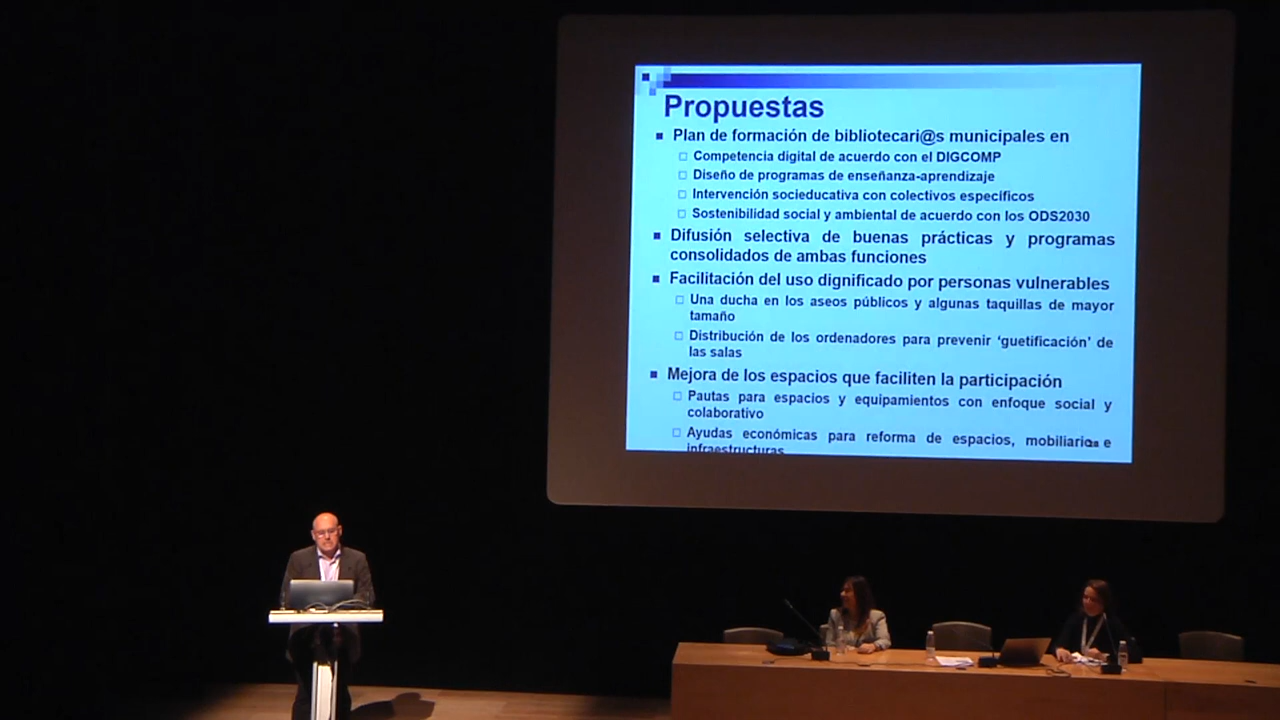 Propuestas
Plan de formación de bibliotecari@s municipales en
Competencia digital de acuerdo con el DIGCOMP
Diseño de programas de enseñanza-aprendizaje
Intervención socieducativa con colectivos específicos
Sostenibilidad social y ambiental de acuerdo con los ODS2030
Difusión selectiva de buenas prácticas y programas
consolidados de ambas funciones
Facilitación del uso dignificado por personas vulnerables
Una ducha en los aseos públicos y algunas taquillas de mayor
tamaño
Distribución de los ordenadores para prevenir ‘guetificación’ de
las salas
Mejora de los espacios que faciliten la participación
Pautas para espacios y equipamientos con enfoque social y
colaborativo
Ayudas económicas para reforma de espacios, mobiliario e
infraestructuras